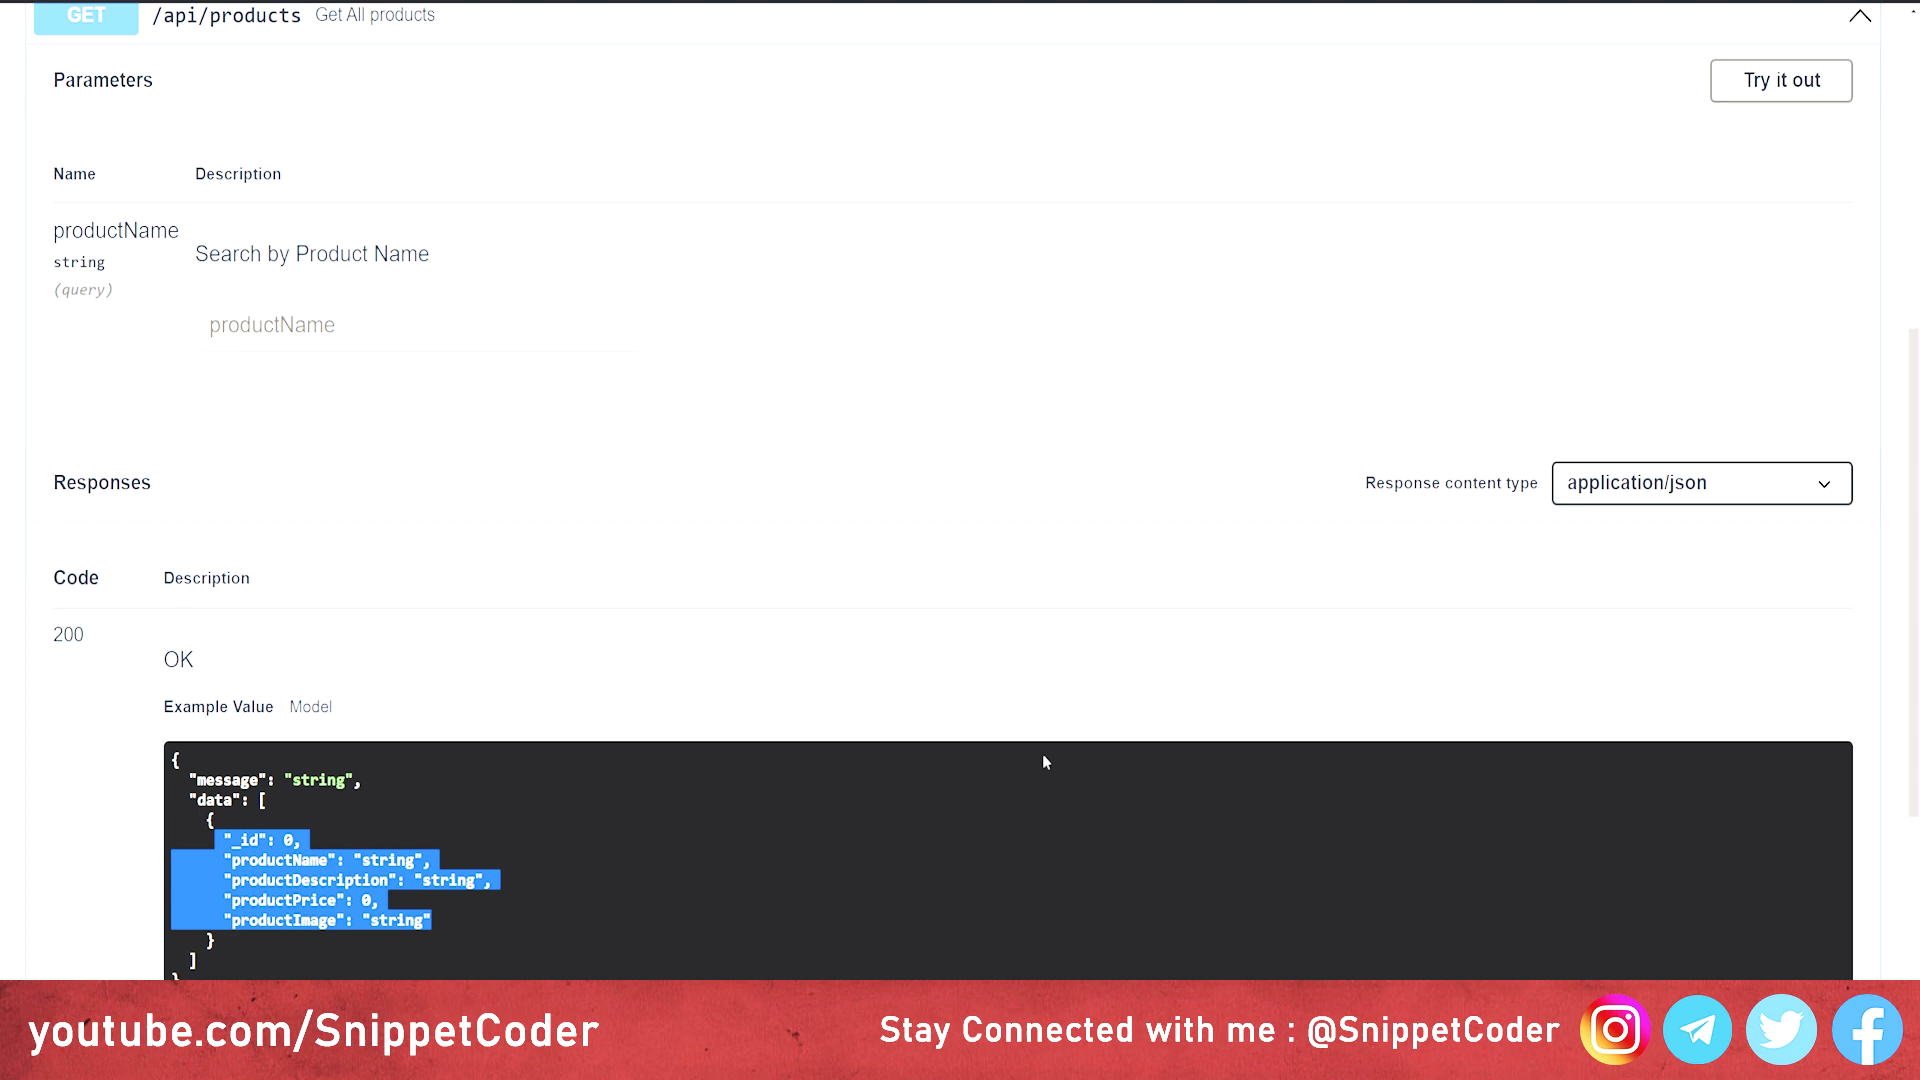 GET /api/products Get All products
Parameters
Try it out
Name Description
productName
string
(query)
Search by Product Name
productName
Responses
Response content type application/json
Code Description
200
OK
Example Value Model
{
"message": "string",
"data": [
{
"_id": 0,
"productName": "string",
"productDescription": "string",
"productPrice": 0,
"productImage": "string"
}
]
}
youtube.com/SnippetCoder
Stay Connected with me : @SnippetCoder